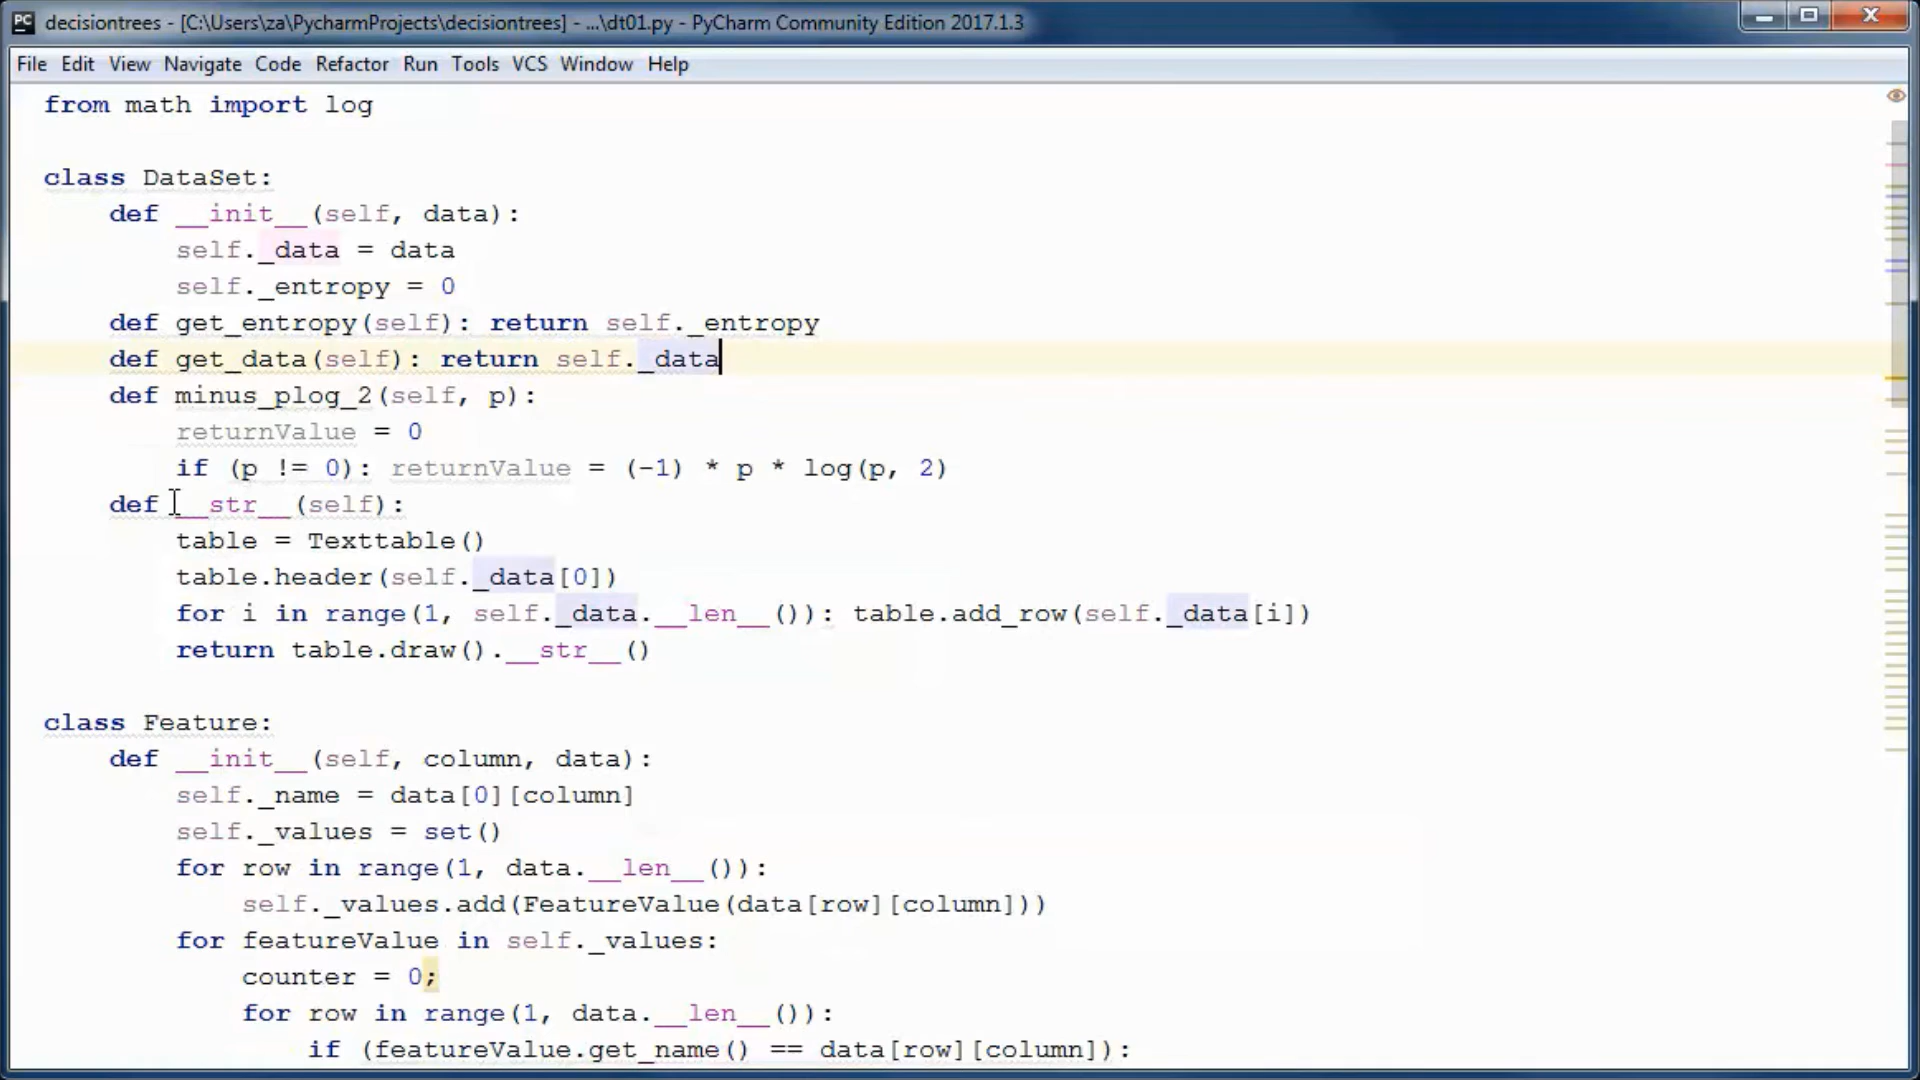 decisiontrees - [C:\Users\za\PycharmProjects\decisiontrees] - ...\dt01.py - PyCharm Community Edition 2017.1.3
File Edit View Navigate Code Refactor Run Tools VCS Window Help
from math import log
class DataSet:
    def __init__(self, data):
        self._data = data
        self._entropy = 0
    def get_entropy(self): return self._entropy
    def get_data(self): return self._data
    def minus_plog_2(self, p):
        returnValue = 0
        if (p != 0): returnValue = (-1) * p * log(p, 2)
    def __str__(self):
        table = Texttable()
        table.header(self._data[0])
        for i in range(1, self._data.__len__()): table.add_row(self._data[i])
        return table.draw().__str__()
class Feature:
    def __init__(self, column, data):
        self._name = data[0][column]
        self._values = set()
        for row in range(1, data.__len__()):
            self._values.add(FeatureValue(data[row][column]))
        for featureValue in self._values:
            counter = 0;
            for row in range(1, data.__len__()):
                if (featureValue.get_name() == data[row][column]):